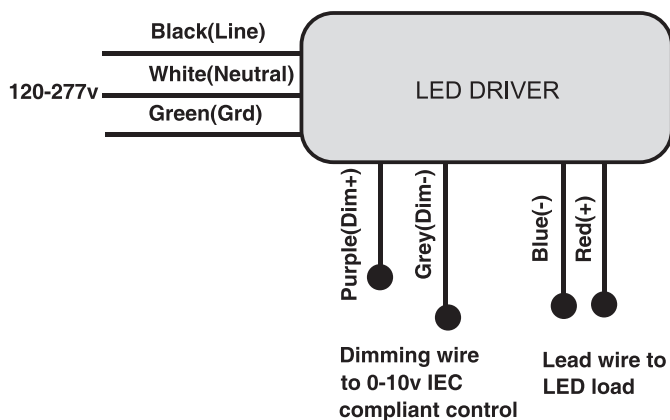 Black(Line)
White(Neutral)
120-277v
Green(Grd)
LED DRIVER
Purple(Dim+)
Grey(Dim-)
Blue(-)
Red(+)
Dimming wire
to 0-10v IEC
compliant control
Lead wire to
LED load